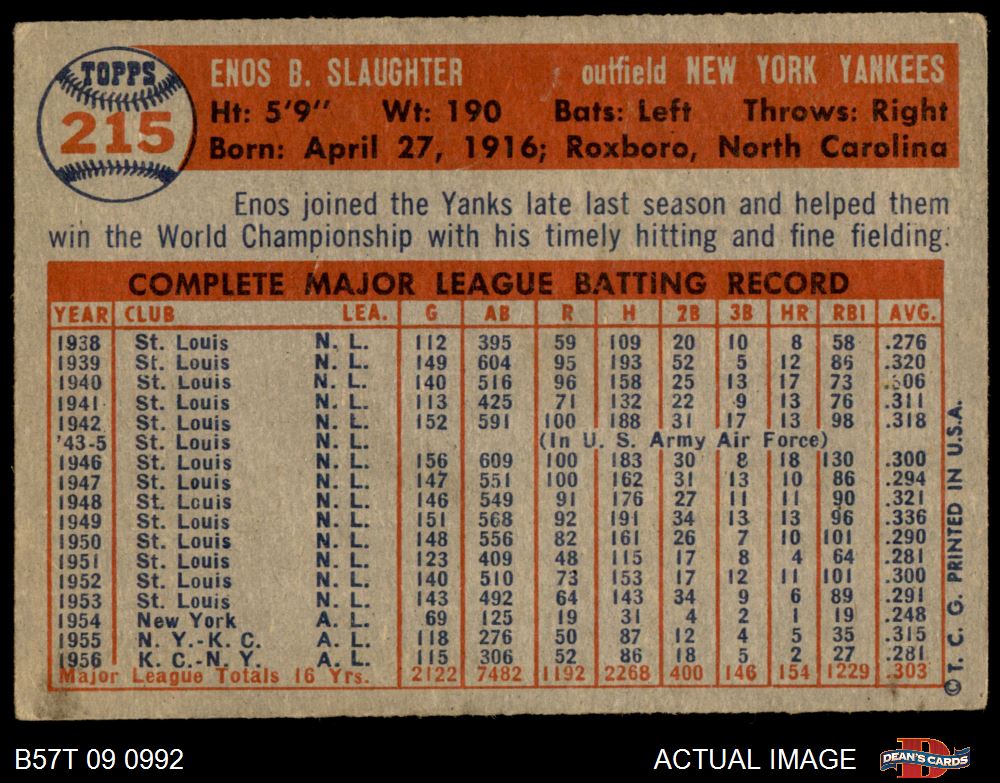 TOPPS
215
ENOS B. SLAUGHTER outfield NEW YORK YANKEES
Ht: 5'9" Wt: 190 Bats: Left Throws: Right
Born: April 27, 1916; Roxboro, North Carolina
Enos joined the Yanks late last season and helped them
win the World Championship with his timely hitting and fine fielding.
COMPLETE MAJOR LEAGUE BATTING RECORD
YEAR CLUB LEA. G AB R H 2B 3B HR RBI AVG.
1938 St. Louis N. L. 112 395 59 109 20 10 8 58 .276
1939 St. Louis N. L. 149 604 95 193 52 5 12 86 .320
1940 St. Louis N. L. 140 516 96 158 25 13 17 73 .306
1941 St. Louis N. L. 113 425 71 132 22 9 13 76 .311
1942 St. Louis N. L. 152 591 100 188 31 17 13 98 .318
'43-5 St. Louis N. L. (In U. S. Army Air Force)
1946 St. Louis N. L. 156 609 100 183 30 8 18 130 .300
1947 St. Louis N. L. 147 551 100 162 31 13 10 86 .294
1948 St. Louis N. L. 146 549 91 176 27 11 11 90 .321
1949 St. Louis N. L. 151 568 92 191 34 13 13 96 .336
1950 St. Louis N. L. 148 556 82 161 26 7 10 101 .290
1951 St. Louis N. L. 123 409 48 115 17 8 4 64 .281
1952 St. Louis N. L. 140 510 73 153 17 12 11 101 .300
1953 St. Louis N. L. 143 492 64 143 34 9 6 89 .291
1954 New York A. L. 69 125 19 31 4 2 1 19 .248
1955 N. Y.-K. C. A. L. 118 276 50 87 12 4 5 35 .315
1956 K. C.-N. Y. A. L. 115 306 52 86 18 5 2 27 .281
Major League Totals 16 Yrs. 2122 7482 1192 2268 400 146 154 1229 .303
© T. C. G. PRINTED IN U.S.A.
B57T 09 0992 ACTUAL IMAGE DEAN'S CARDS